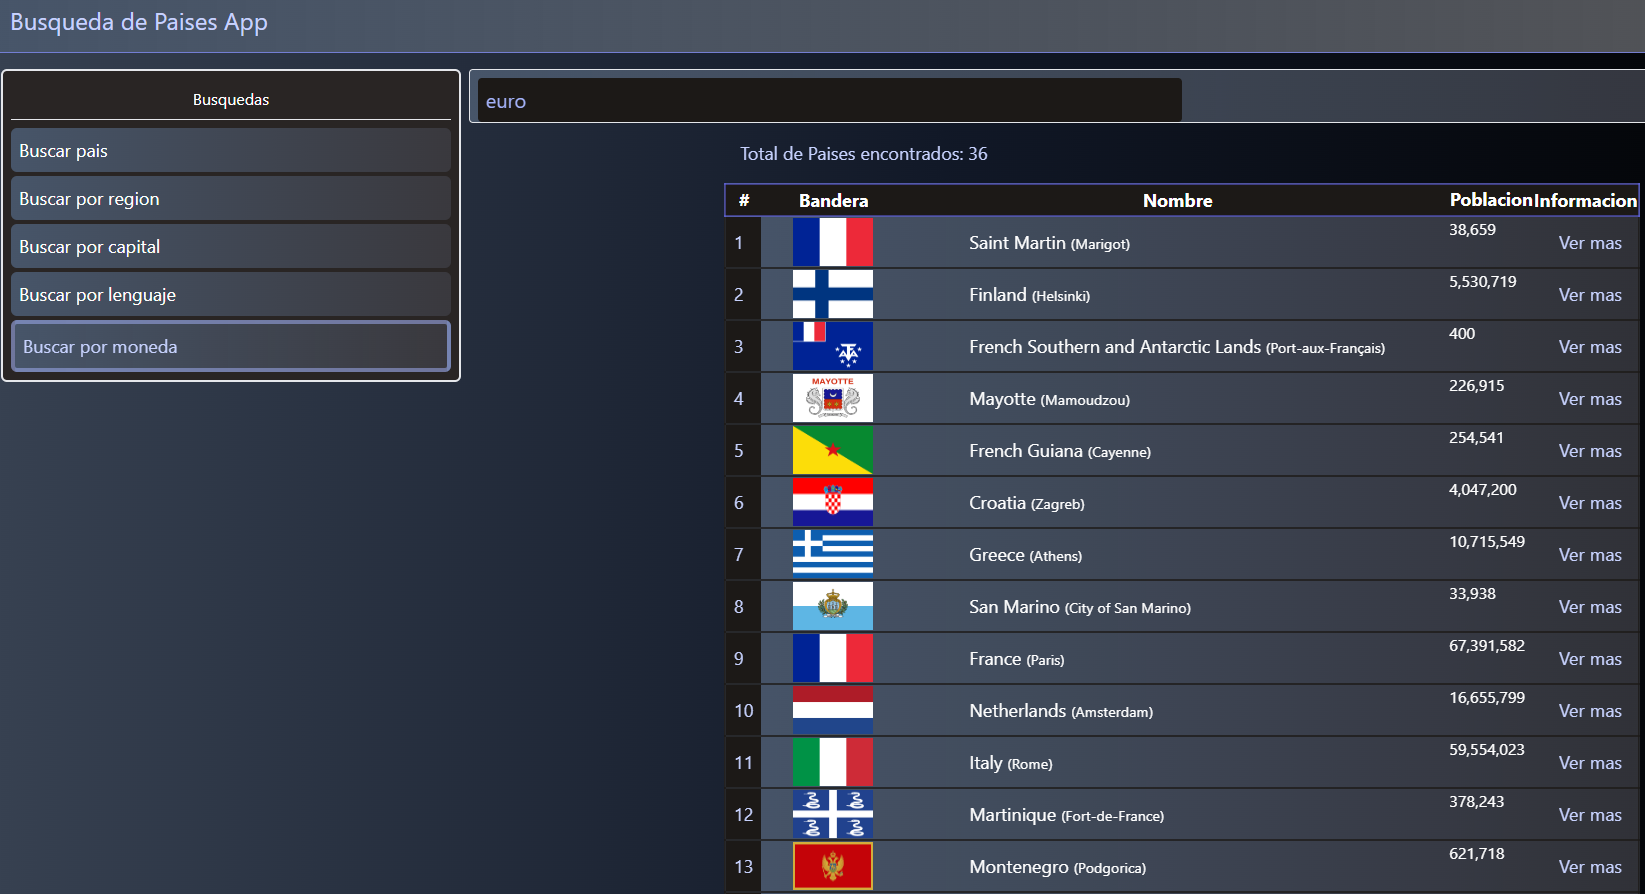 Busqueda de Paises App
Busquedas
Buscar pais
Buscar por region
Buscar por capital
Buscar por lenguaje
Buscar por moneda
euro
Total de Paises encontrados: 36
# Bandera Nombre Poblacion Informacion
1 Saint Martin (Marigot) 38,659 Ver mas
2 Finland (Helsinki) 5,530,719 Ver mas
3 French Southern and Antarctic Lands (Port-aux-Français) 400 Ver mas
MAYOTTE
4 Mayotte (Mamoudzou) 226,915 Ver mas
5 French Guiana (Cayenne) 254,541 Ver mas
6 Croatia (Zagreb) 4,047,200 Ver mas
7 Greece (Athens) 10,715,549 Ver mas
8 San Marino (City of San Marino) 33,938 Ver mas
9 France (Paris) 67,391,582 Ver mas
10 Netherlands (Amsterdam) 16,655,799 Ver mas
11 Italy (Rome) 59,554,023 Ver mas
12 Martinique (Fort-de-France) 378,243 Ver mas
13 Montenegro (Podgorica) 621,718 Ver mas